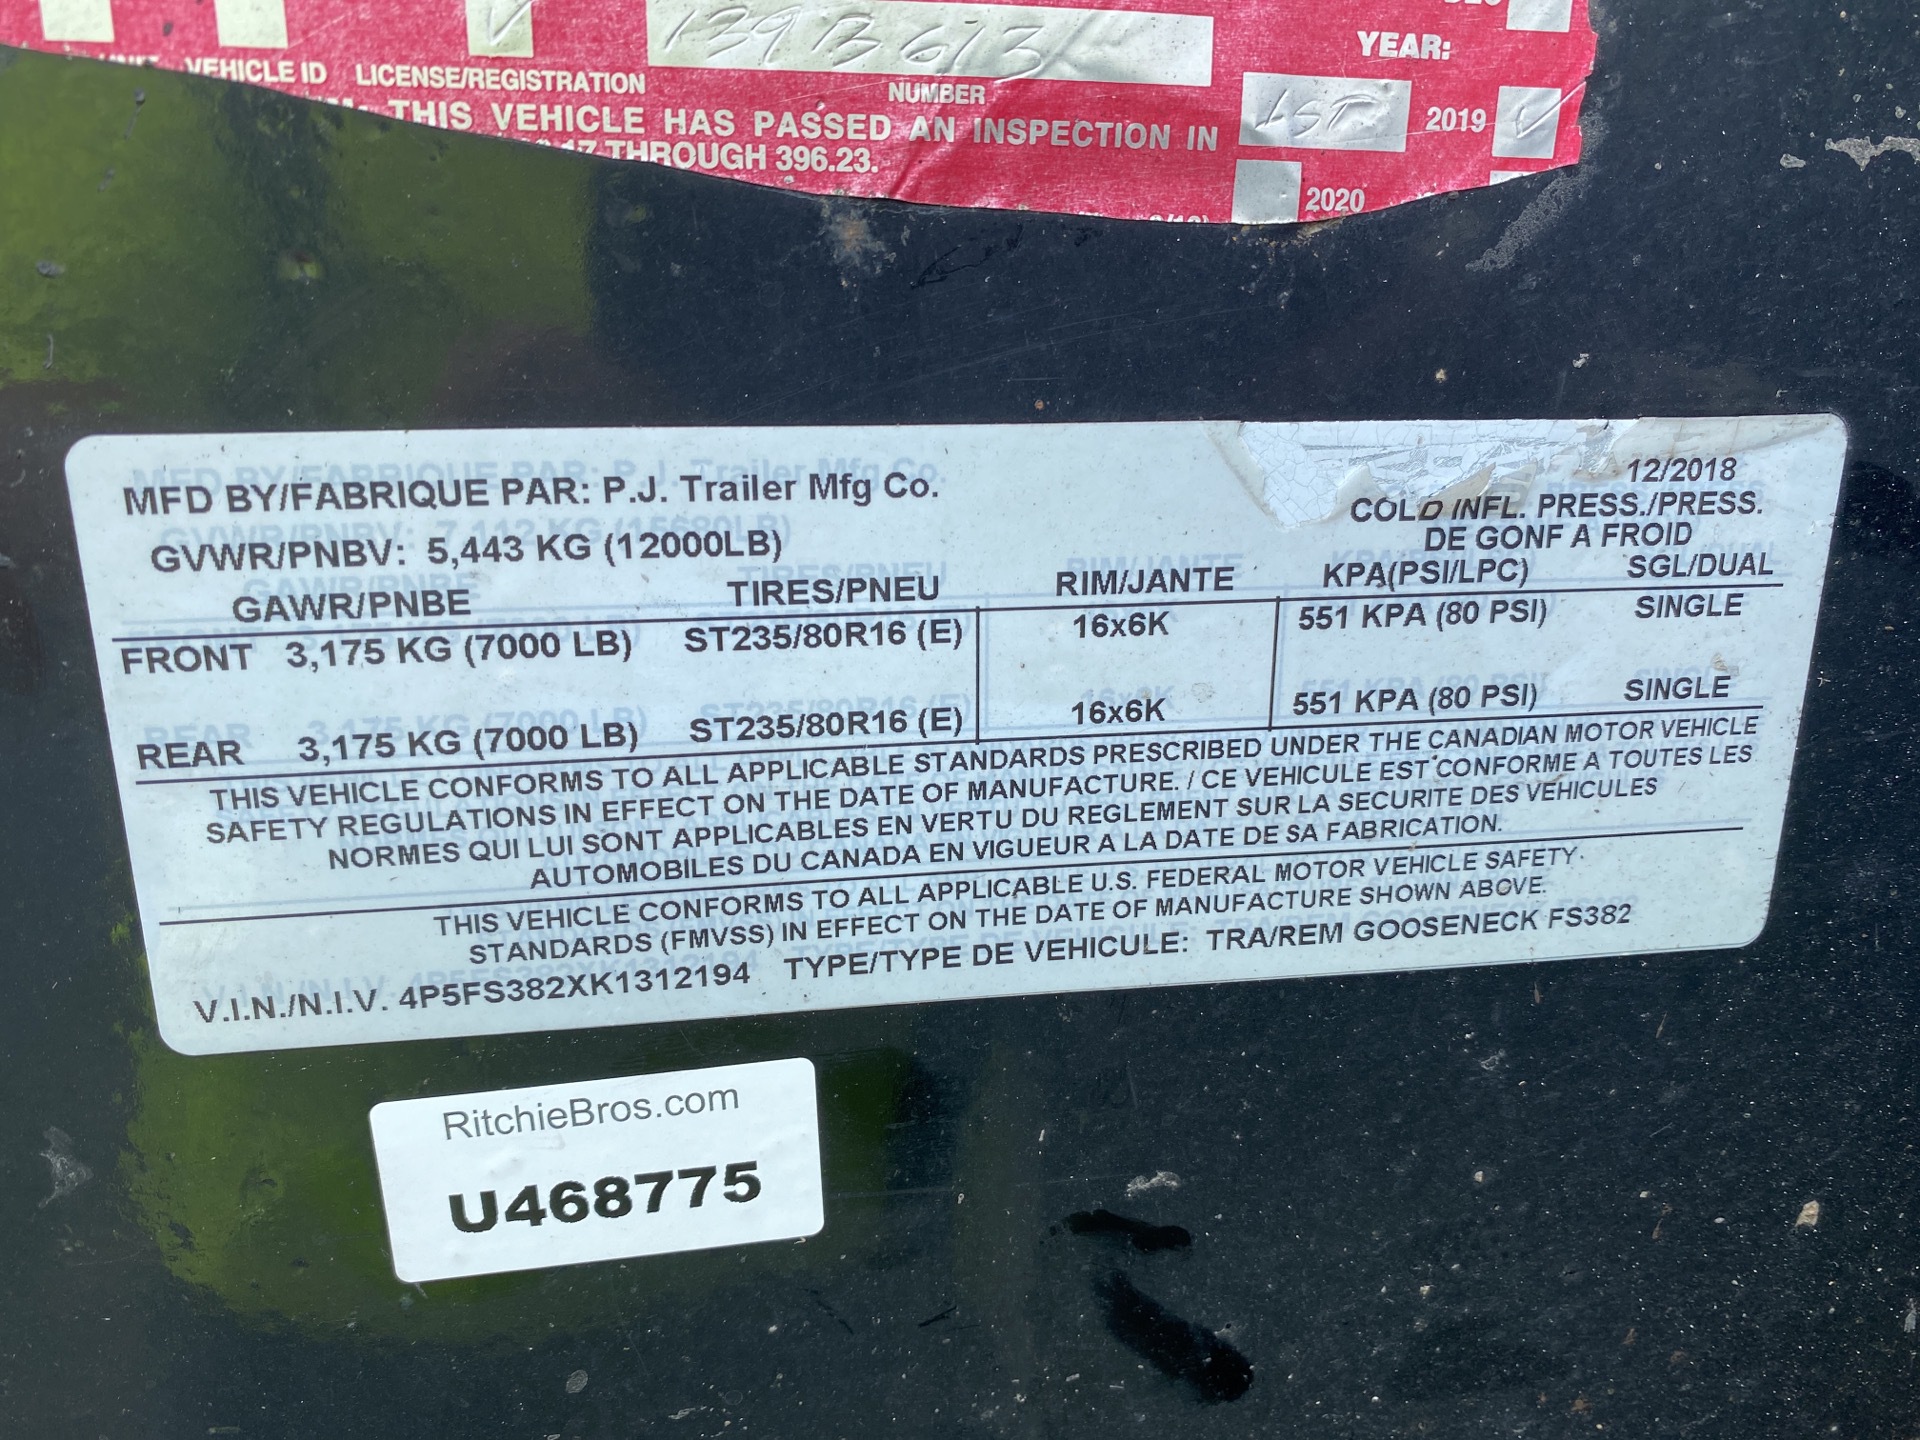 139B613
YEAR:
VEHICLE ID LICENSE/REGISTRATION NUMBER
THIS VEHICLE HAS PASSED AN INSPECTION IN
THROUGH 396.23.
2019
2020
MFD BY/FABRIQUE PAR: P.J. Trailer Mfg Co.
12/2018
GVWR/PNBV: 5,443 KG (12000LB)
COLD INFL. PRESS./PRESS.
DE GONF A FROID
GAWR/PNBE TIRES/PNEU RIM/JANTE KPA(PSI/LPC) SGL/DUAL
FRONT 3,175 KG (7000 LB) ST235/80R16 (E) 16x6K 551 KPA (80 PSI) SINGLE
REAR 3,175 KG (7000 LB) ST235/80R16 (E) 16x6K 551 KPA (80 PSI) SINGLE
THIS VEHICLE CONFORMS TO ALL APPLICABLE STANDARDS PRESCRIBED UNDER THE CANADIAN MOTOR VEHICLE
SAFETY REGULATIONS IN EFFECT ON THE DATE OF MANUFACTURE. / CE VEHICULE EST CONFORME A TOUTES LES
NORMES QUI LUI SONT APPLICABLES EN VERTU DU REGLEMENT SUR LA SECURITE DES VEHICULES
AUTOMOBILES DU CANADA EN VIGUEUR A LA DATE DE SA FABRICATION.
THIS VEHICLE CONFORMS TO ALL APPLICABLE U.S. FEDERAL MOTOR VEHICLE SAFETY
STANDARDS (FMVSS) IN EFFECT ON THE DATE OF MANUFACTURE SHOWN ABOVE.
V.I.N./N.I.V. 4P5FS382XK1312194 TYPE/TYPE DE VEHICULE: TRA/REM GOOSENECK FS382
RitchieBros.com
U468775